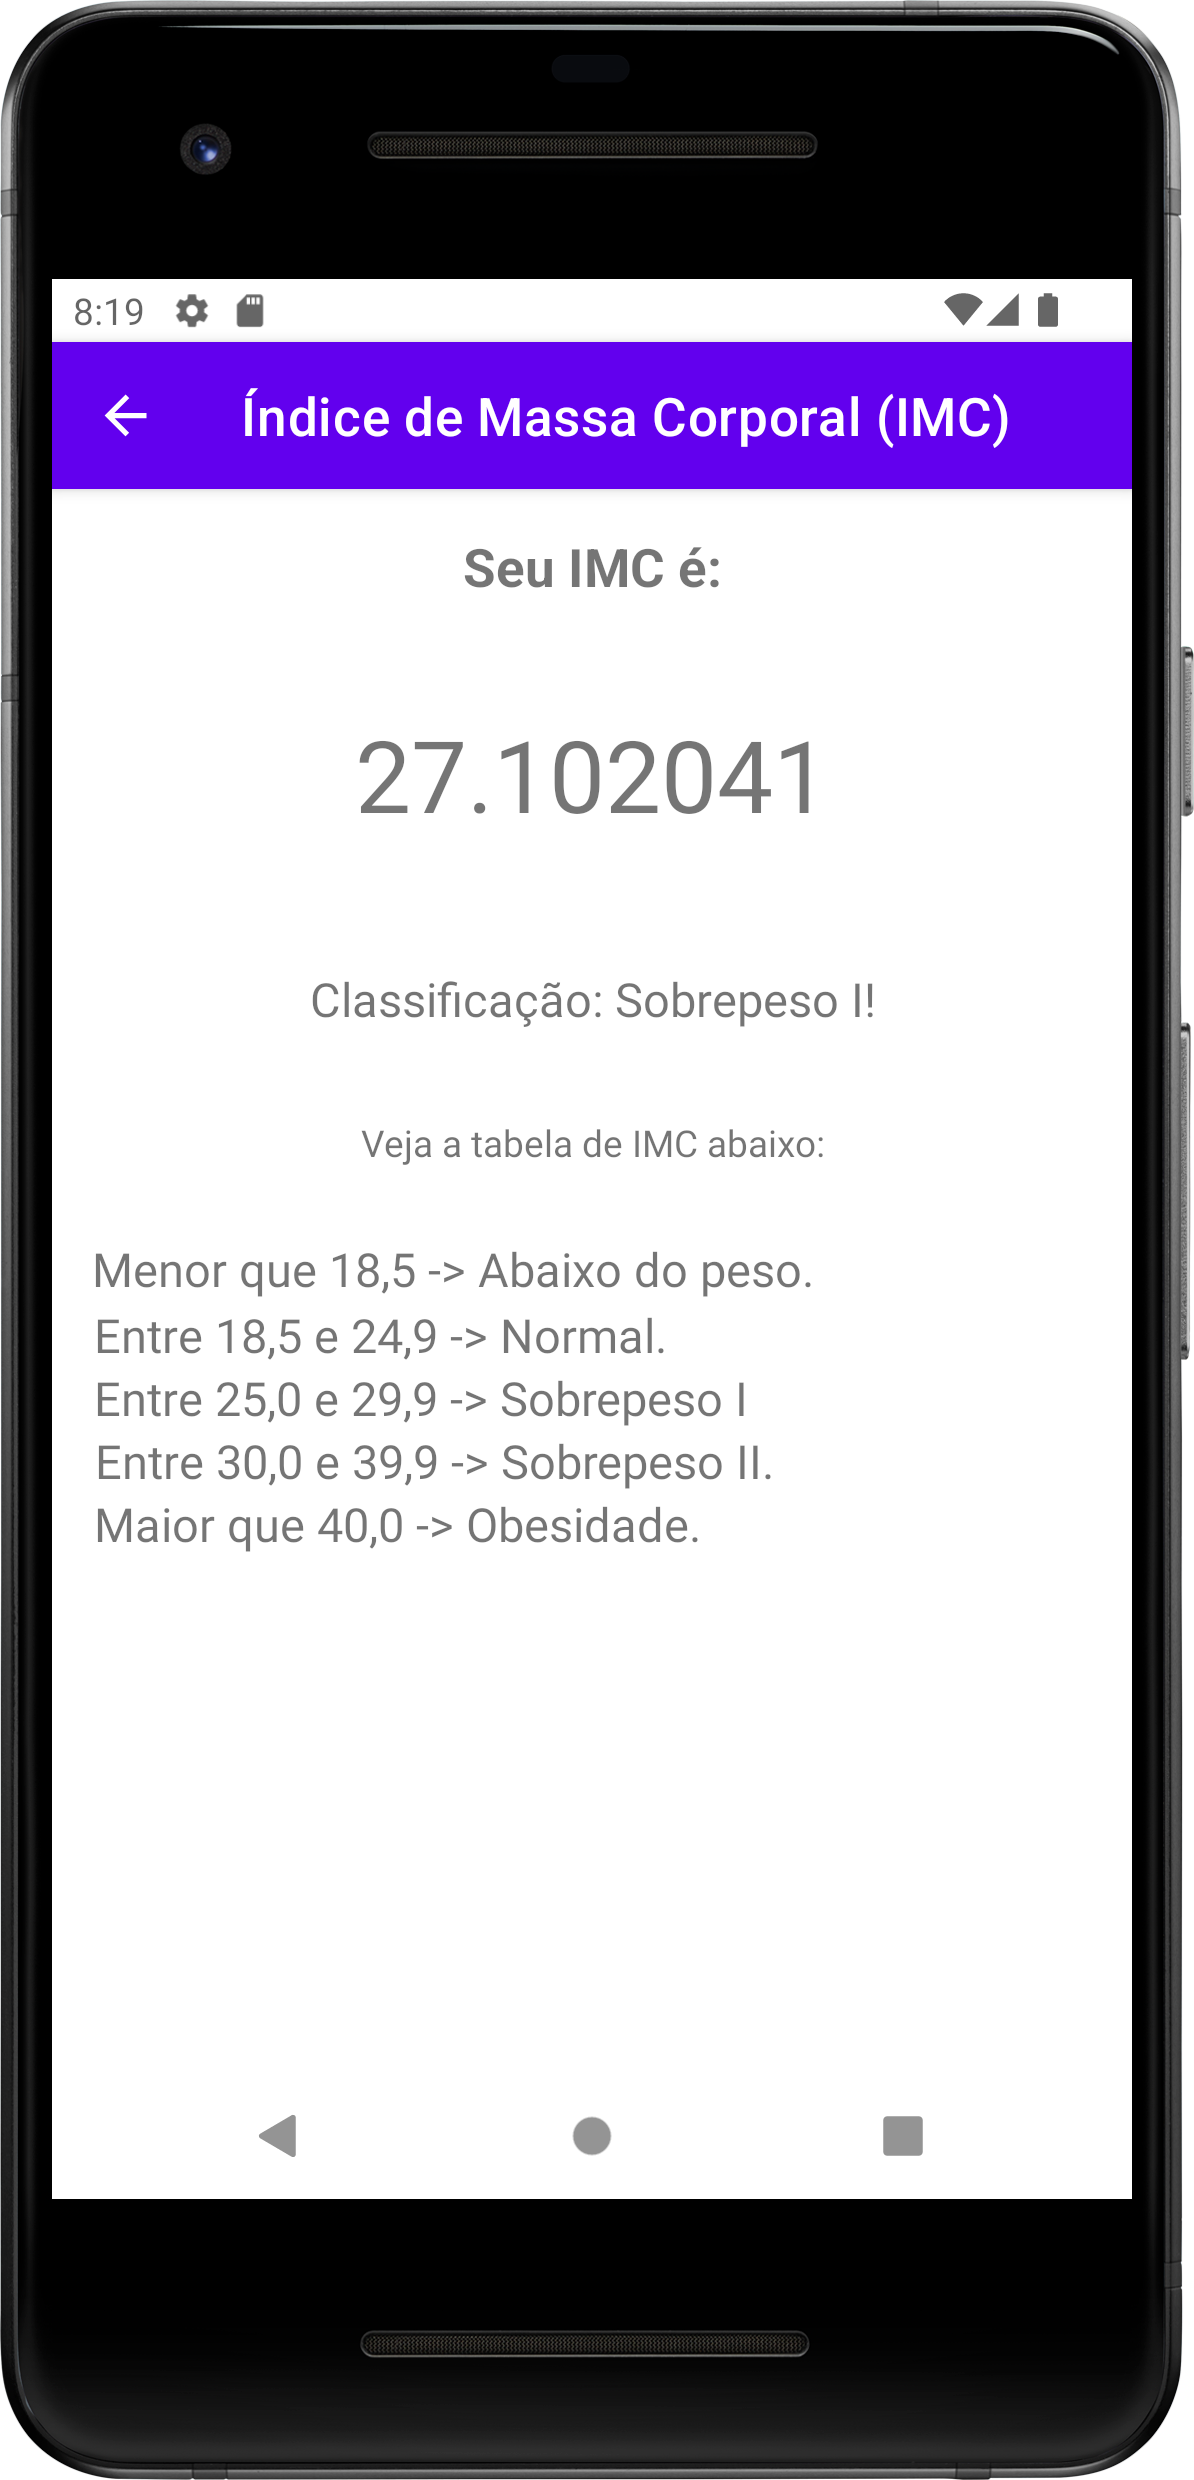 8:19
Índice de Massa Corporal (IMC)
Seu IMC é:
27.102041
Classificação: Sobrepeso I!
Veja a tabela de IMC abaixo:
Menor que 18,5 -> Abaixo do peso.
Entre 18,5 e 24,9 -> Normal.
Entre 25,0 e 29,9 -> Sobrepeso I
Entre 30,0 e 39,9 -> Sobrepeso II.
Maior que 40,0 -> Obesidade.